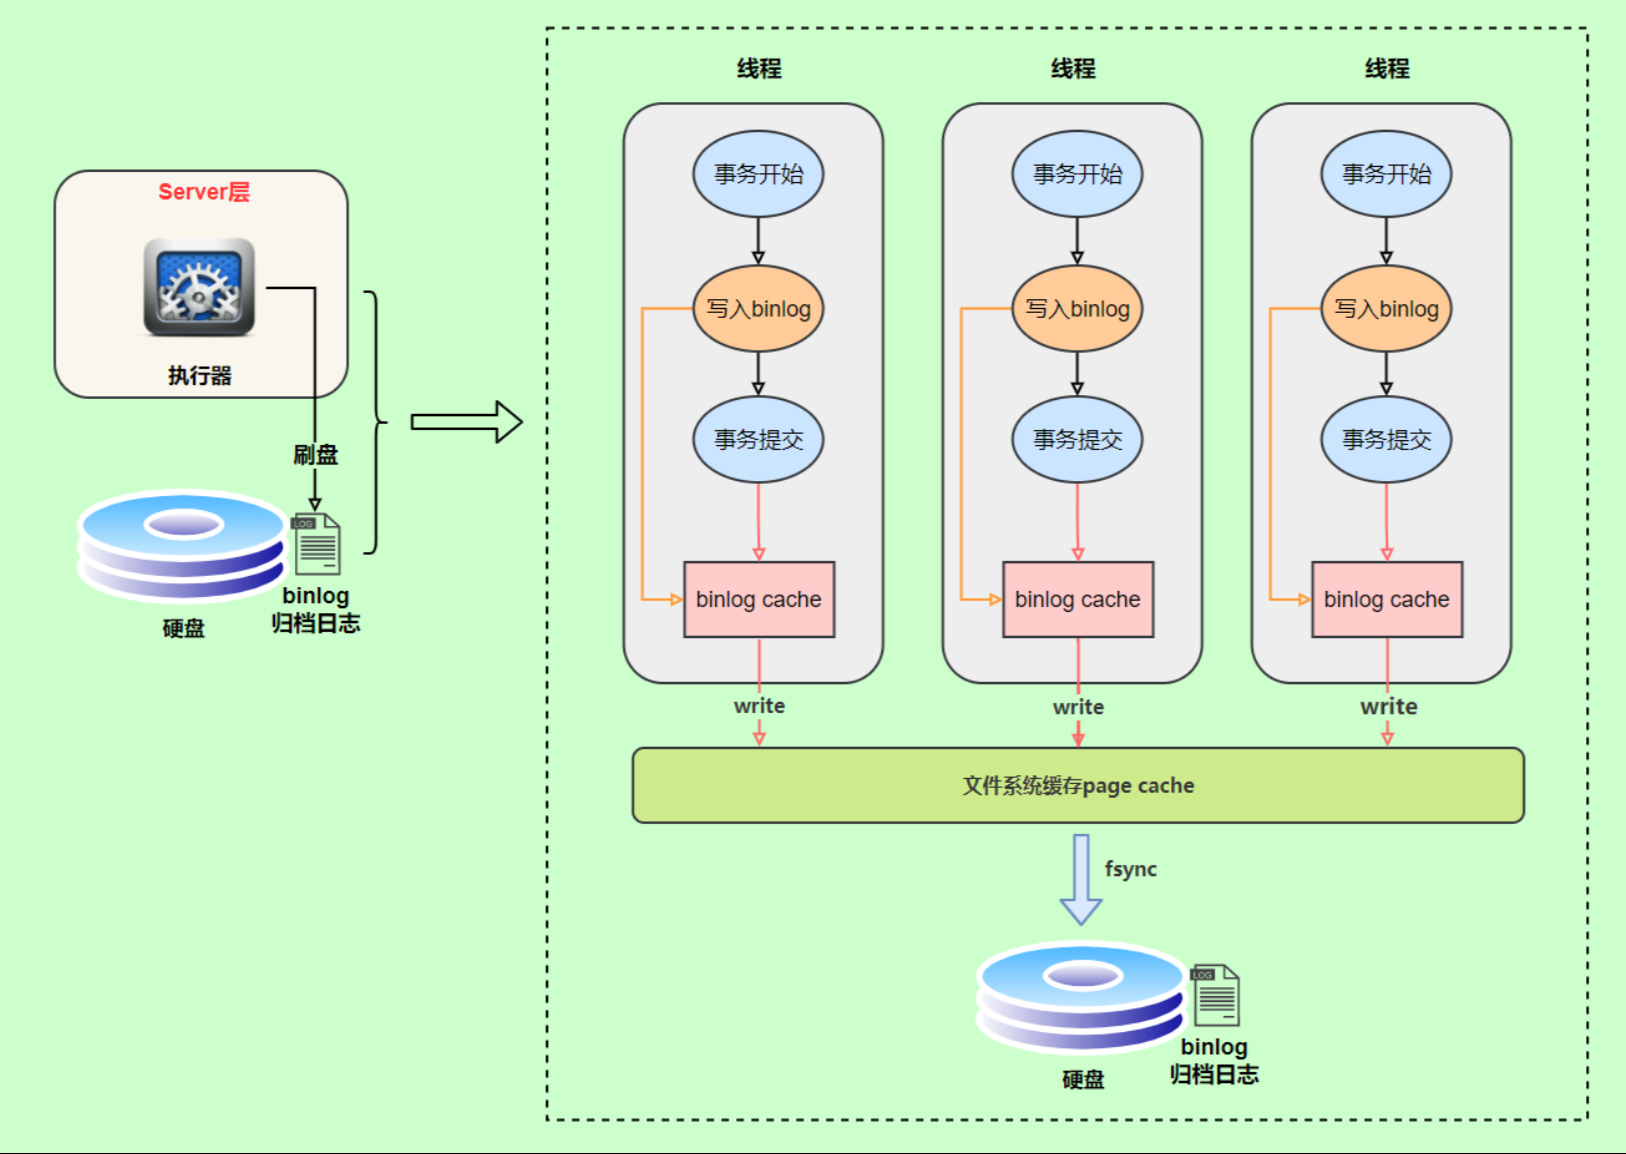 Server层
执行器
刷盘
LOG
binlog
归档日志
硬盘
线程
线程
线程
事务开始
事务开始
事务开始
写入binlog
写入binlog
写入binlog
事务提交
事务提交
事务提交
binlog cache
binlog cache
binlog cache
write
write
write
文件系统缓存page cache
fsync
LOG
binlog
归档日志
硬盘